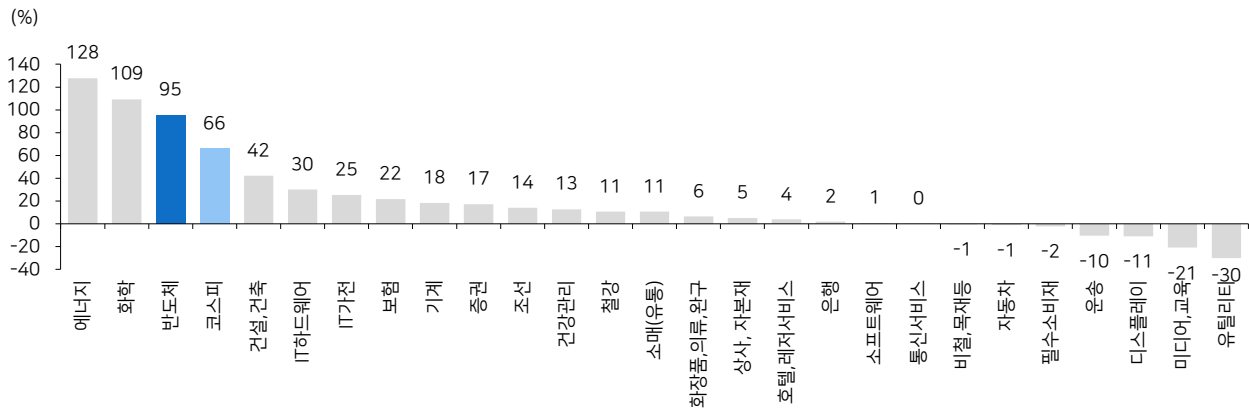 (%)
128
109
95
66
42
30
25
22
18
17
14
13
11
11
6
5
4
2
1
0
-1
-1
-2
-10
-11
-21
-30
140
120
100
80
60
40
20
0
-20
-40
에너지
화학
반도체
코스피
건설,건축
IT하드웨어
IT가전
보험
기계
증권
조선
건강관리
철강
소매(유통)
화장품,의류,완구
상사, 자본재
호텔,레저서비스
은행
소프트웨어
통신서비스
비철,목재등
자동차
필수소비재
운송
디스플레이
미디어,교육
유틸리티